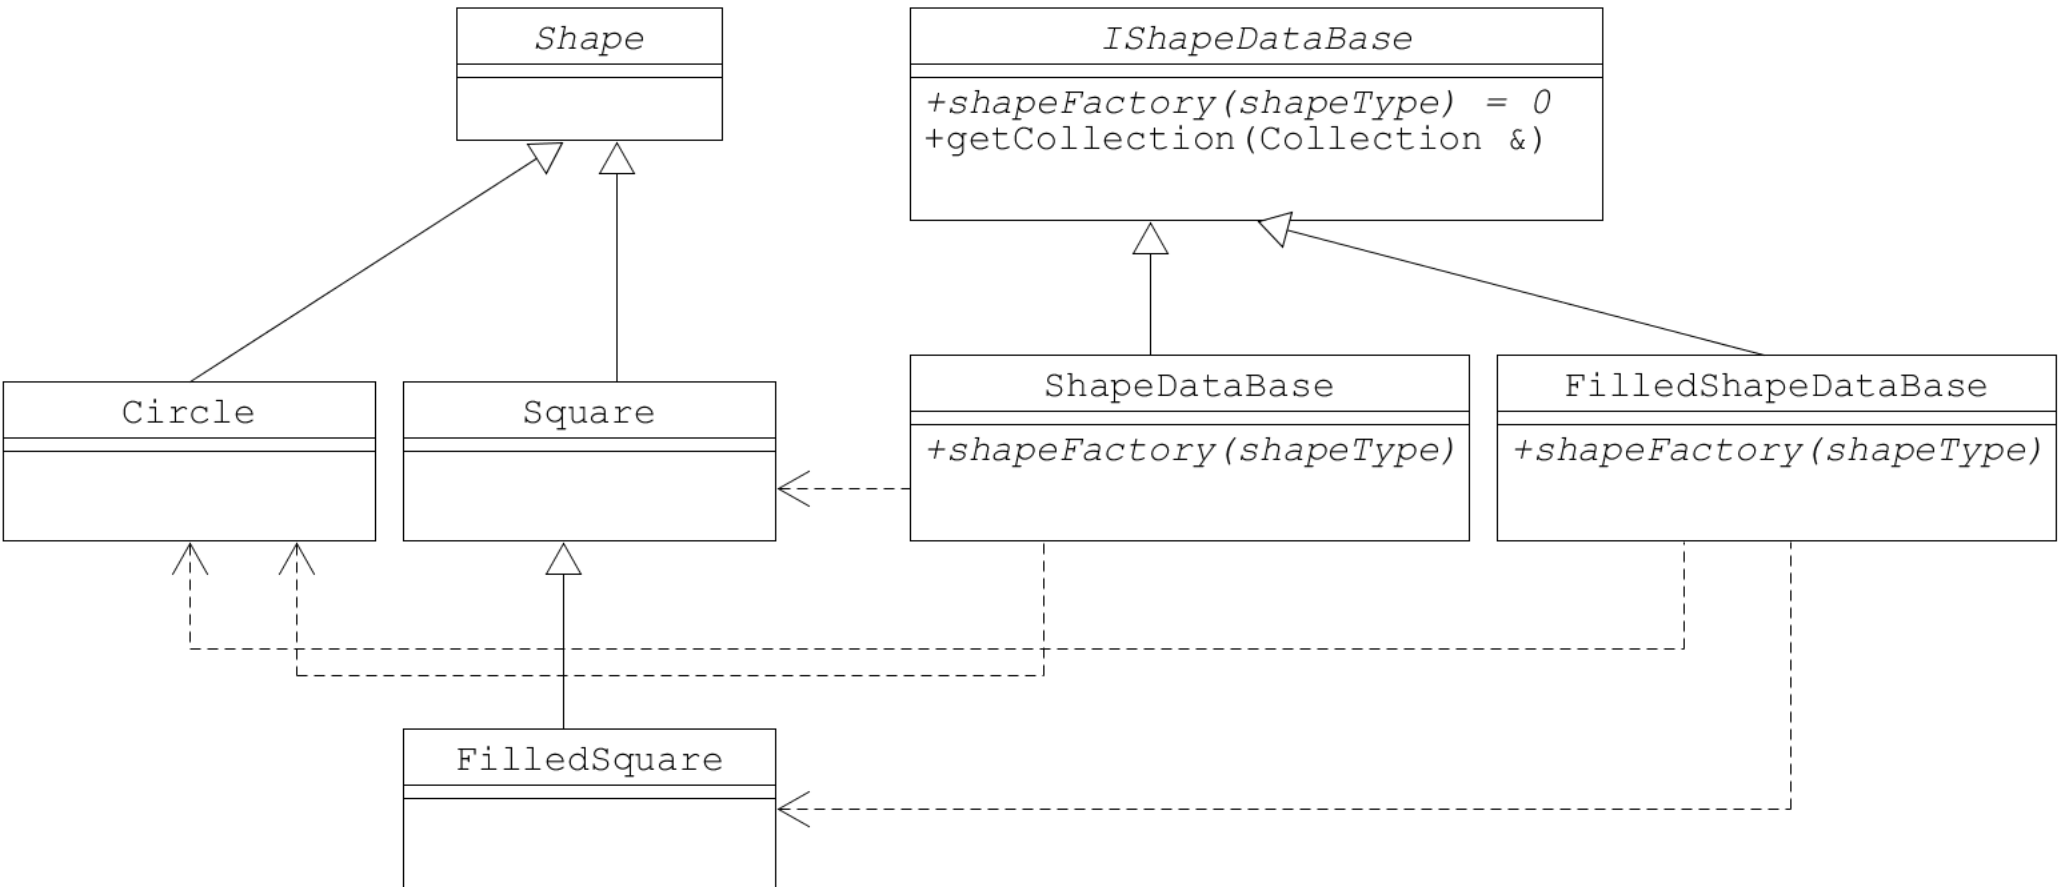 Shape
IShapeDataBase
+shapeFactory(shapeType) = 0
+getCollection(Collection &)
Circle
Square
ShapeDataBase
+shapeFactory(shapeType)
FilledShapeDataBase
+shapeFactory(shapeType)
FilledSquare